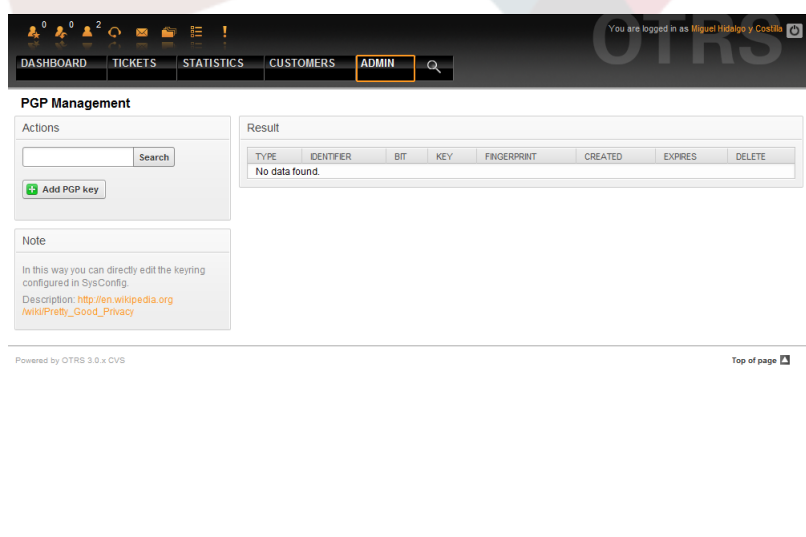 0 0 2
You are logged in as Miguel Hidalgo y Costilla
OTRS
DASHBOARD TICKETS STATISTICS CUSTOMERS ADMIN
PGP Management
Actions
Search
Add PGP key
Result
TYPE IDENTIFIER BIT KEY FINGERPRINT CREATED EXPIRES DELETE
No data found.
Note
In this way you can directly edit the keyring
configured in SysConfig.
Description: http://en.wikipedia.org
/wiki/Pretty_Good_Privacy
Powered by OTRS 3.0.x CVS
Top of page